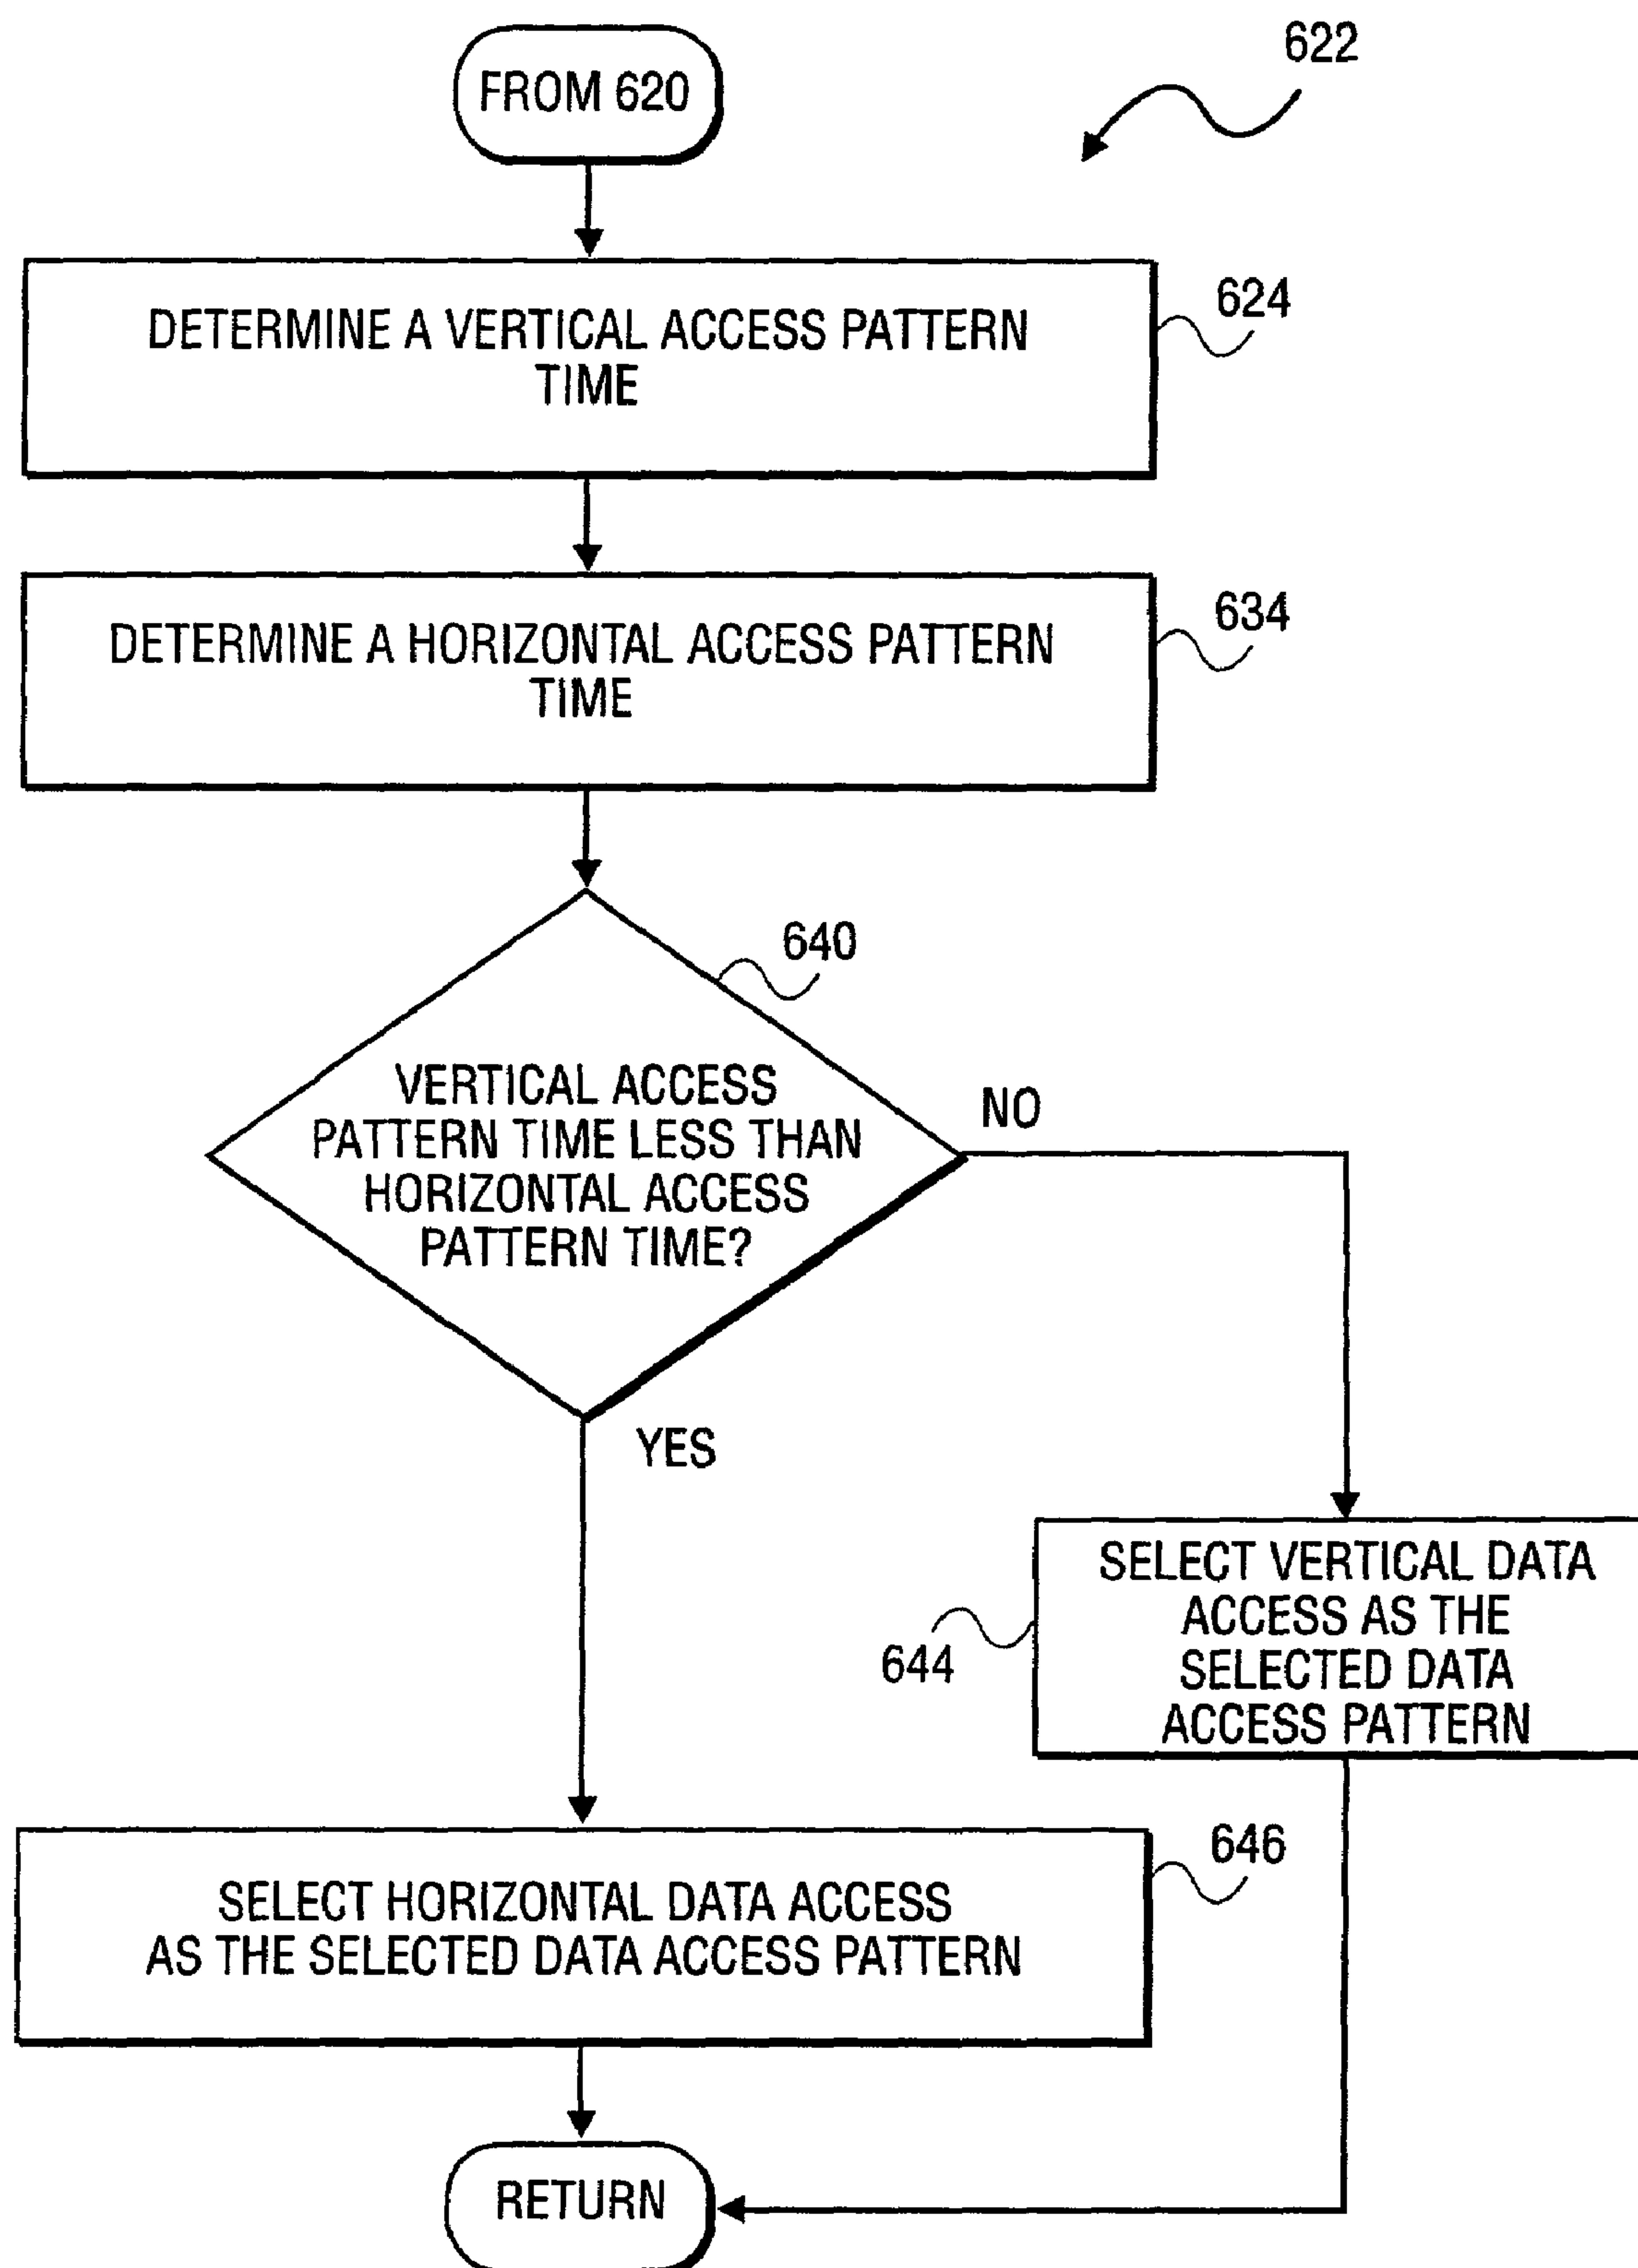 622
FROM 620
DETERMINE A VERTICAL ACCESS PATTERN
TIME
624
DETERMINE A HORIZONTAL ACCESS PATTERN
TIME
634
640
VERTICAL ACCESS
PATTERN TIME LESS THAN
HORIZONTAL ACCESS
PATTERN TIME?
NO
YES
SELECT VERTICAL DATA
ACCESS AS THE
SELECTED DATA
ACCESS PATTERN
644
646
SELECT HORIZONTAL DATA ACCESS
AS THE SELECTED DATA ACCESS PATTERN
RETURN